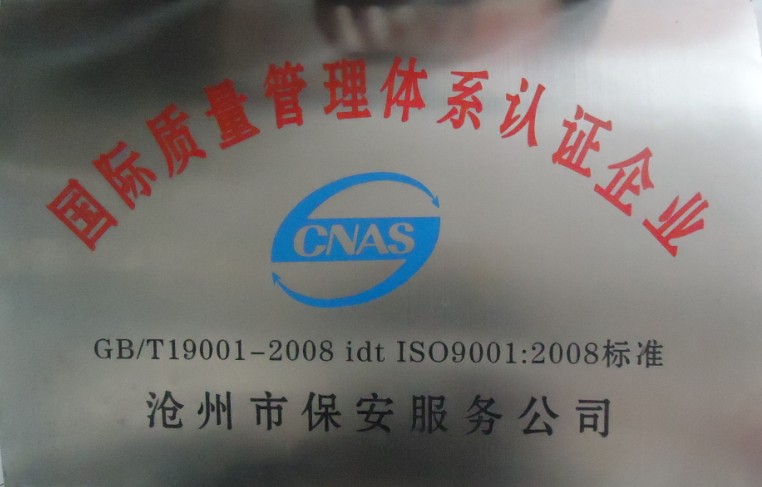 国际质量管理体系认证企业
CNAS
GB/T19001-2008 idt ISO9001:2008标准
沧州市保安服务公司